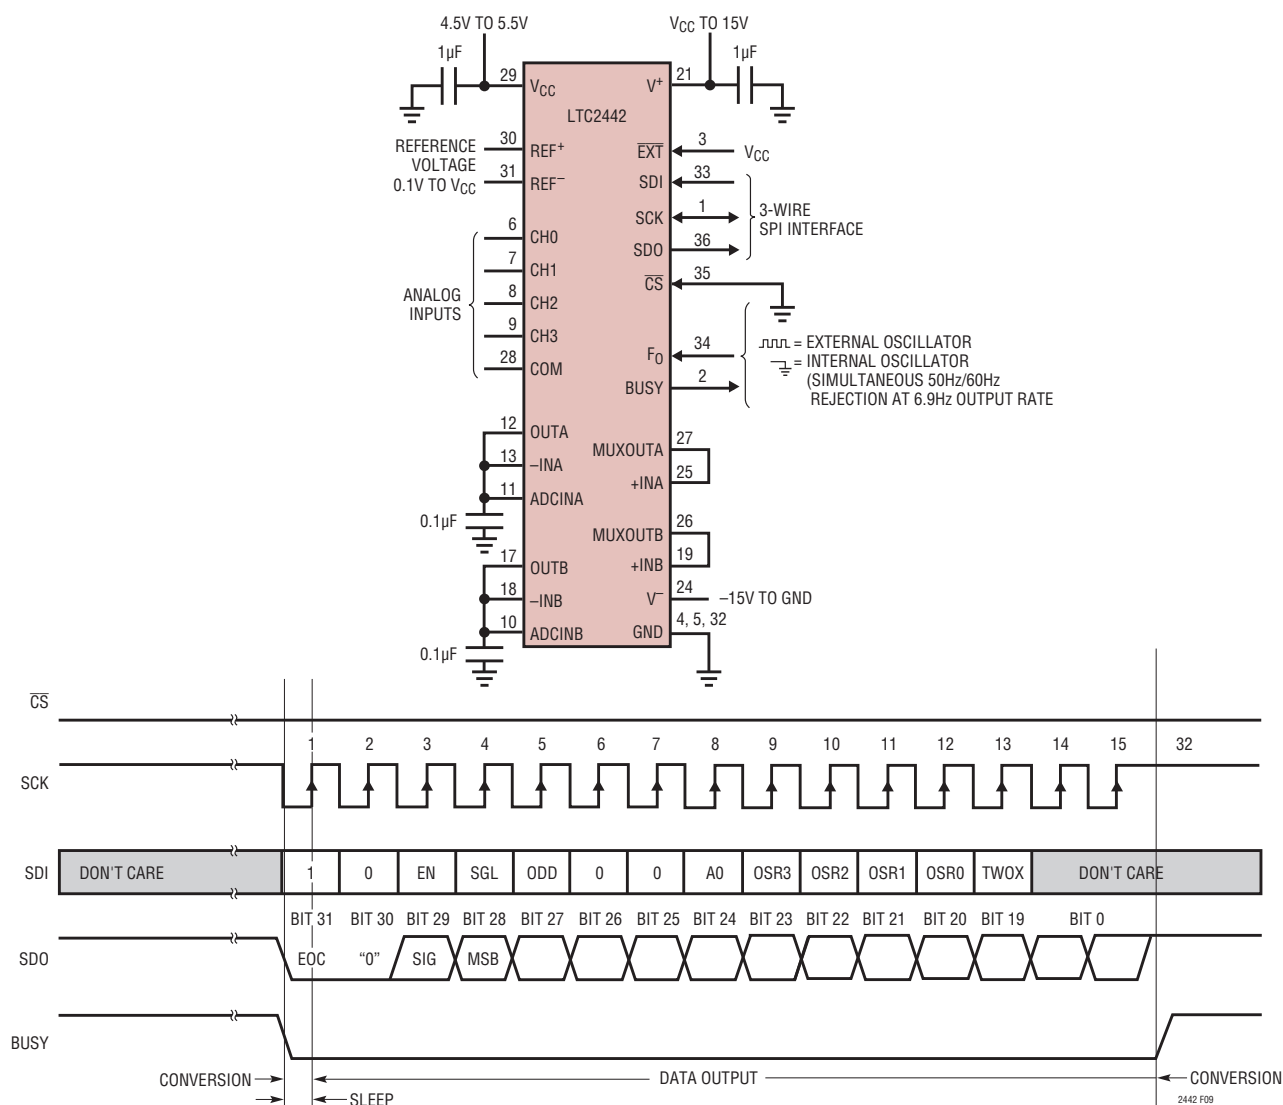 4.5V TO 5.5V
VCC TO 15V
1µF
1µF
29
VCC
V+
21
LTC2442
REFERENCE
VOLTAGE
0.1V TO VCC
30
REF+
31
REF–
EXT
3
VCC
SDI
33
SCK
1
SDO
36
3-WIRE
SPI INTERFACE
CS
35
ANALOG
INPUTS
6
CH0
7
CH1
8
CH2
9
CH3
28
COM
FO
34
BUSY
2
= EXTERNAL OSCILLATOR
= INTERNAL OSCILLATOR
(SIMULTANEOUS 50Hz/60Hz
REJECTION AT 6.9Hz OUTPUT RATE
12
OUTA
13
–INA
11
ADCINA
0.1µF
MUXOUTA
27
+INA
25
MUXOUTB
26
+INB
19
17
OUTB
18
–INB
10
ADCINB
0.1µF
V–
24
–15V TO GND
GND
4, 5, 32
CS
SCK
1 2 3 4 5 6 7 8 9 10 11 12 13 14 15 32
SDI
DON'T CARE 1 0 EN SGL ODD 0 0 A0 OSR3 OSR2 OSR1 OSR0 TWOX DON'T CARE
BIT 31 BIT 30 BIT 29 BIT 28 BIT 27 BIT 26 BIT 25 BIT 24 BIT 23 BIT 22 BIT 21 BIT 20 BIT 19 BIT 0
SDO
EOC “0” SIG MSB
BUSY
CONVERSION
DATA OUTPUT
CONVERSION
SLEEP
2442 F09